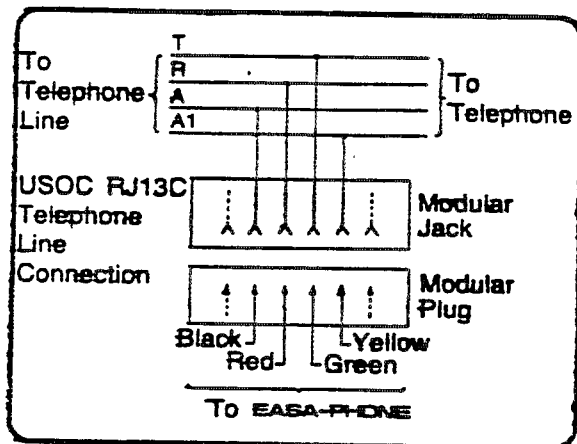 T
R
A
A1
To
Telephone
Line
To
Telephone
USOC RJ13C
Telephone
Line
Connection
Modular
Jack
Modular
Plug
Black
Yellow
Red
Green
To EASA-PHONE